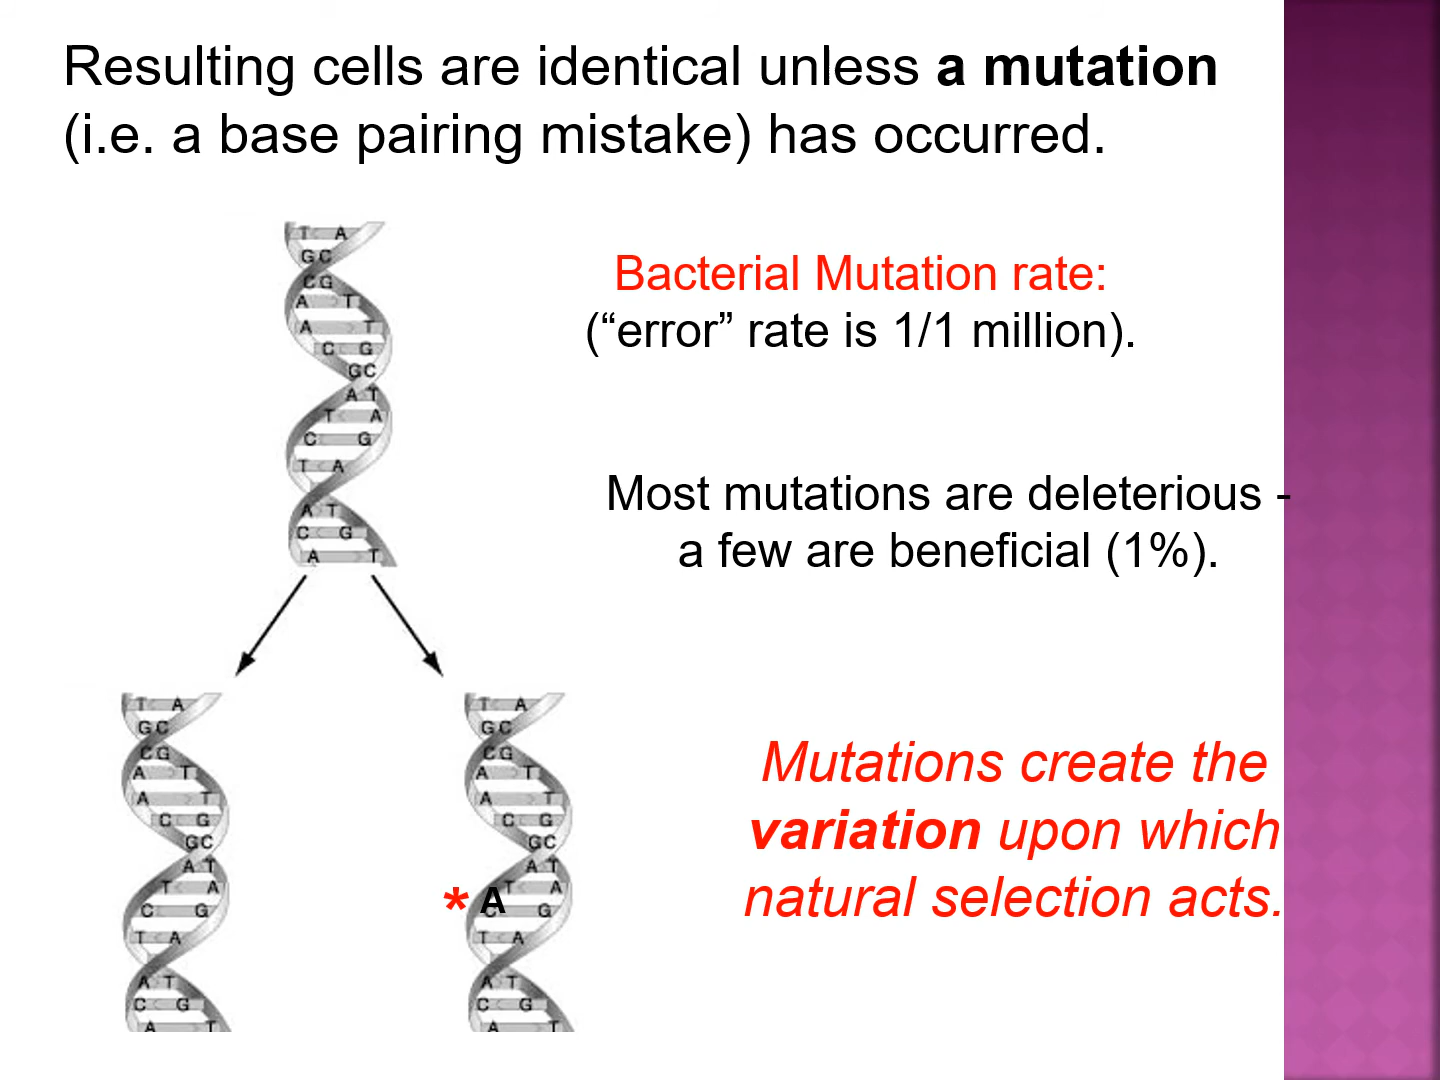 Resulting cells are identical unless a mutation
(i.e. a base pairing mistake) has occurred.
T A
G C
C G
A T
A T
C G
G C
A T
T A
C G
T A
A T
C G
A T
Bacterial Mutation rate:
(“error” rate is 1/1 million).
Most mutations are deleterious -
a few are beneficial (1%).
T A
G C
C G
A T
A T
C G
G C
A T
T A
C G
T A
A T
C G
A T
T A
G C
C G
A T
A T
C G
G C
A T
T A
* A
C G
T A
A T
C G
A T
Mutations create the
variation upon which
natural selection acts.